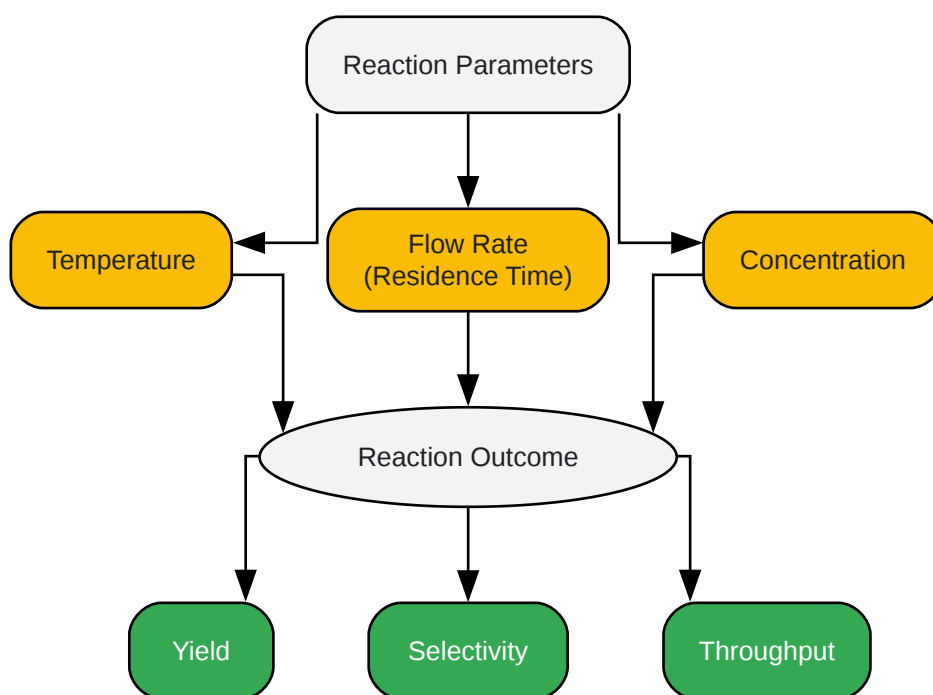 Reaction Parameters
Temperature
Flow Rate
(Residence Time)
Concentration
Reaction Outcome
Yield
Selectivity
Throughput